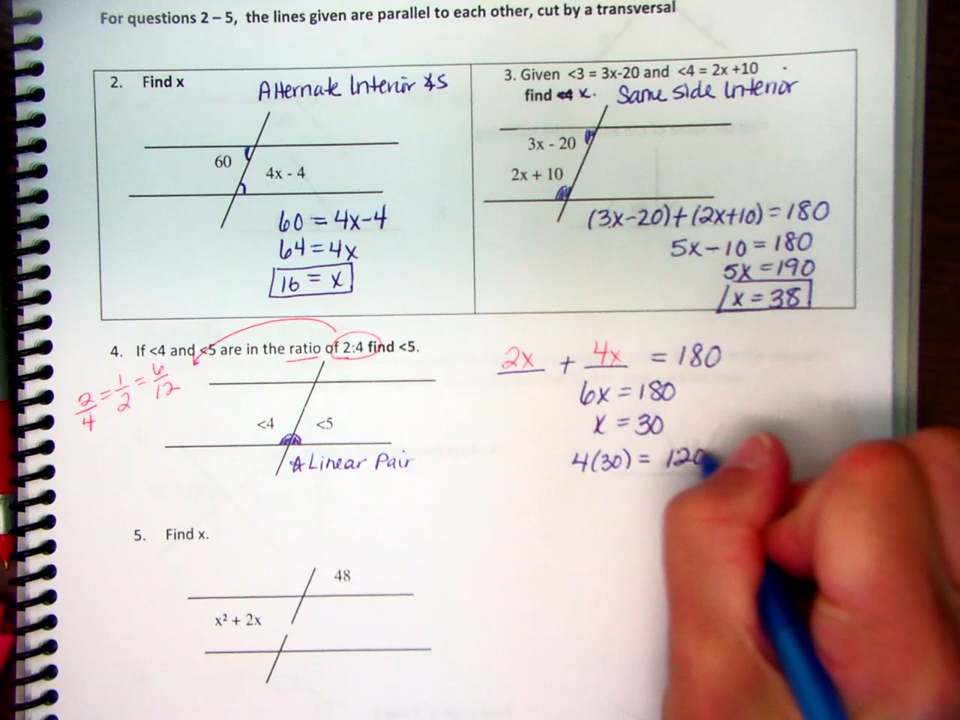 For questions 2 – 5, the lines given are parallel to each other, cut by a transversal
2. Find x
Alternate Interior ∡s
60
4x - 4
60 = 4x-4
64 = 4x
16 = x
3. Given <3 = 3x-20 and <4 = 2x +10
find <4 x. Same side Interior
3x - 20
2x + 10
(3x-20)+(2x+10) = 180
5x-10 = 180
5x = 190
x = 38
4. If <4 and <5 are in the ratio of 2:4 find <5.
2/4 = 1/2 = 6/12
<4 <5
∡ Linear Pair
2x + 4x = 180
6x = 180
x = 30
4(30) = 120
5. Find x.
48
x² + 2x